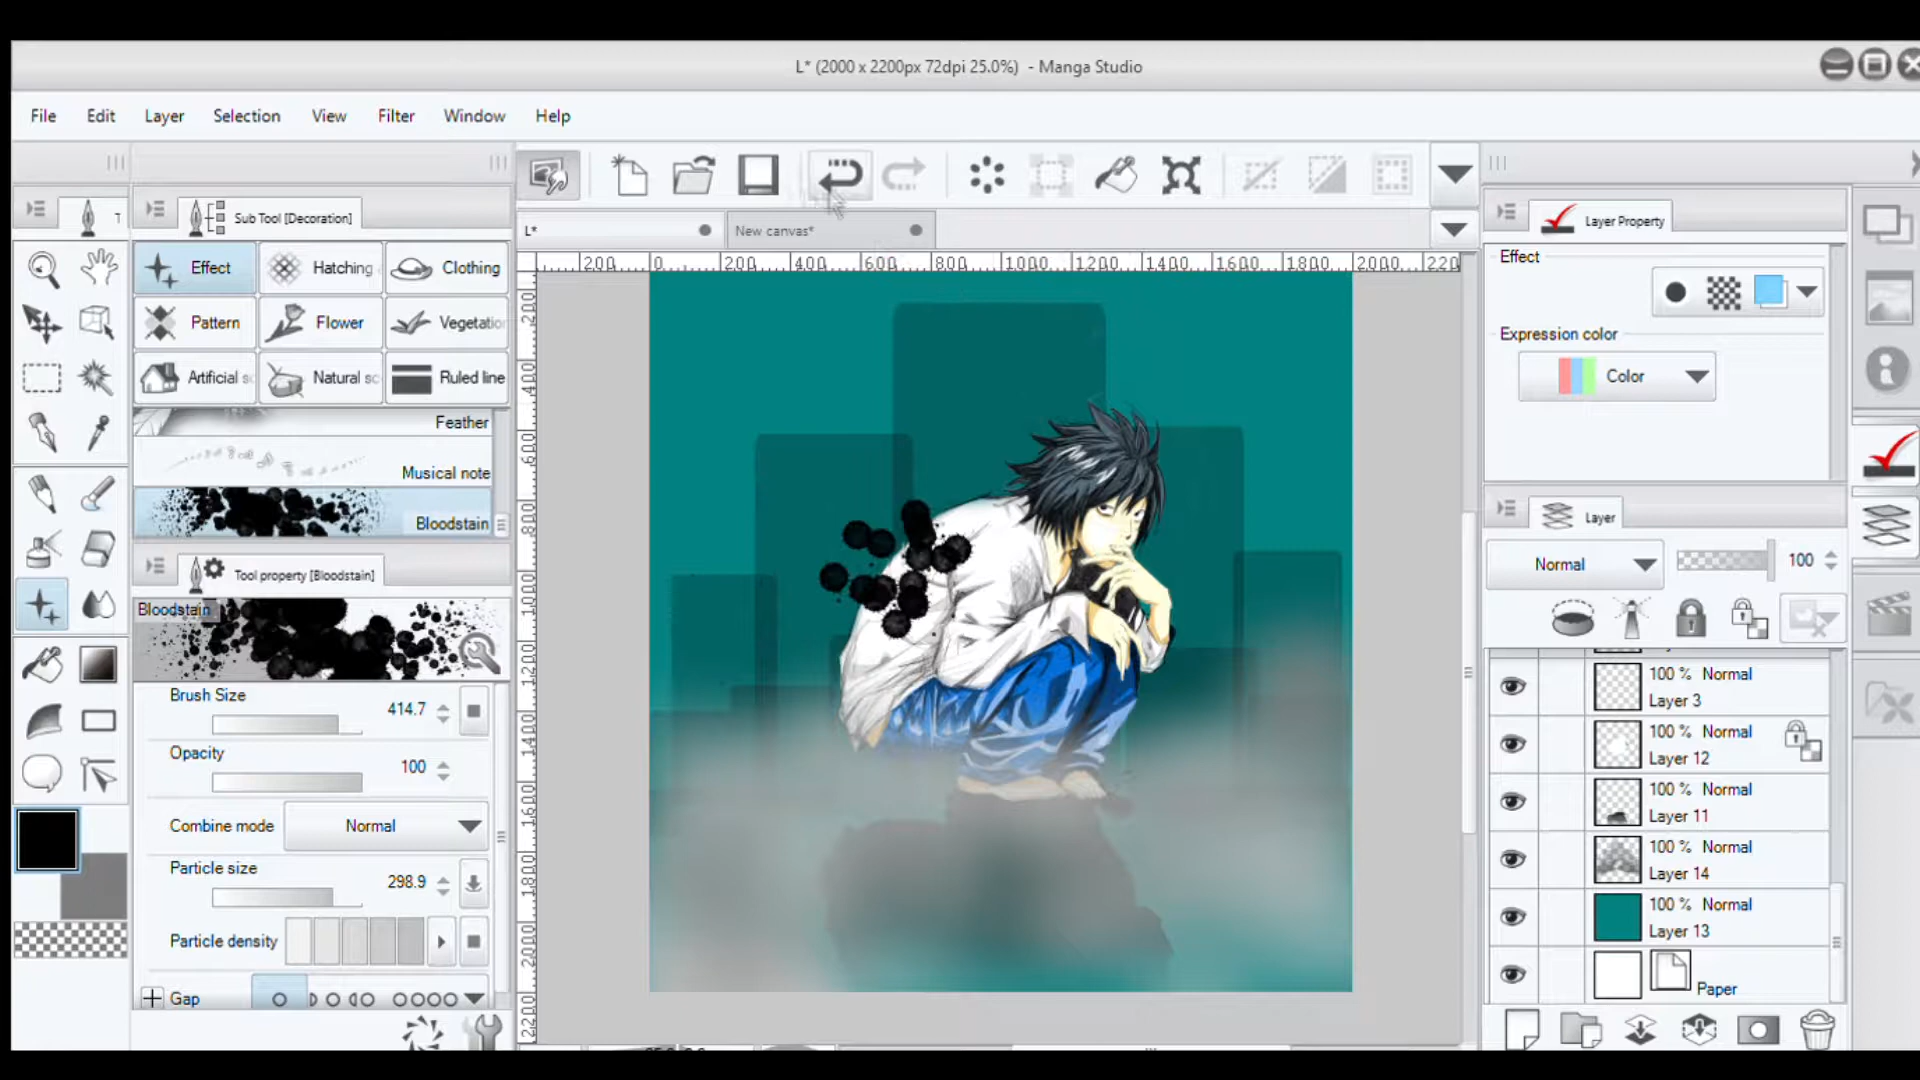 L* (2000 x 2200px 72dpi 25.0%) - Manga Studio
File Edit Layer Selection View Filter Window Help
T
Sub Tool [Decoration]
Effect Hatching Clothing
Pattern Flower Vegetatio
Artificial s Natural sc Ruled line
Feather
Musical note
Bloodstain
Tool property [Bloodstain]
Bloodstain
Brush Size 414.7
Opacity 100
Combine mode Normal
Particle size 298.9
Particle density
Gap
L* New canvas*
200 0 200 400 600 800 1000 1200 1400 1600 1800 2000 220
200
400
600
800
1000
1200
1400
1600
1800
2000
2200
Layer Property
Effect
Expression color
Color
Layer
Normal 100
100 % Normal
Layer 3
100 % Normal
Layer 12
100 % Normal
Layer 11
100 % Normal
Layer 14
100 % Normal
Layer 13
Paper